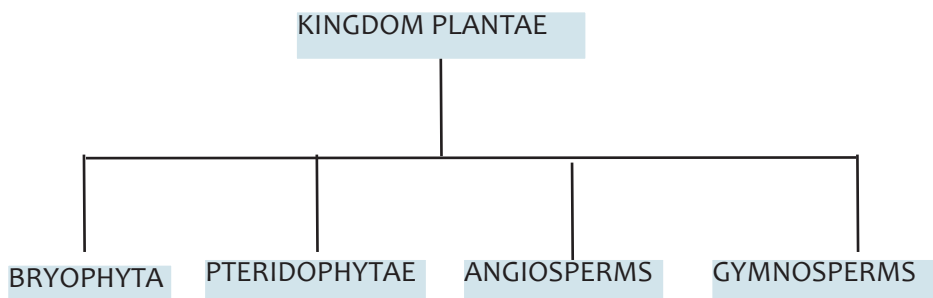 KINGDOM PLANTAE
BRYOPHYTA
PTERIDOPHYTAE
ANGIOSPERMS
GYMNOSPERMS